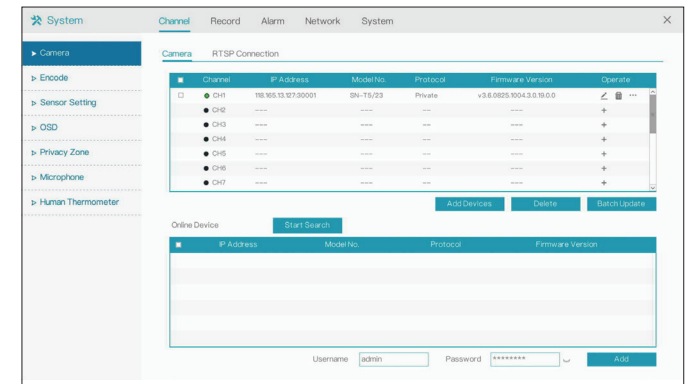 System Channel Record Alarm Network System
Camera Camera RTSP Connection
Channel IP Address Model No. Protocol Firmware Version Operate
Encode CH1 118.165.13.127:30001 SN-T5/23 Private v3.6.0825.1004.3.0.19.0.0
Sensor Setting CH2 --- --- -- ---
OSD CH3 --- --- -- ---
CH4 --- --- -- ---
Privacy Zone CH5 --- --- -- ---
Microphone CH6 --- --- -- ---
CH7 --- --- -- ---
Human Thermometer Add Devices Delete Batch Update
Online Device Start Search
IP Address Model No. Protocol Firmware Version
Username admin Password ******** Add